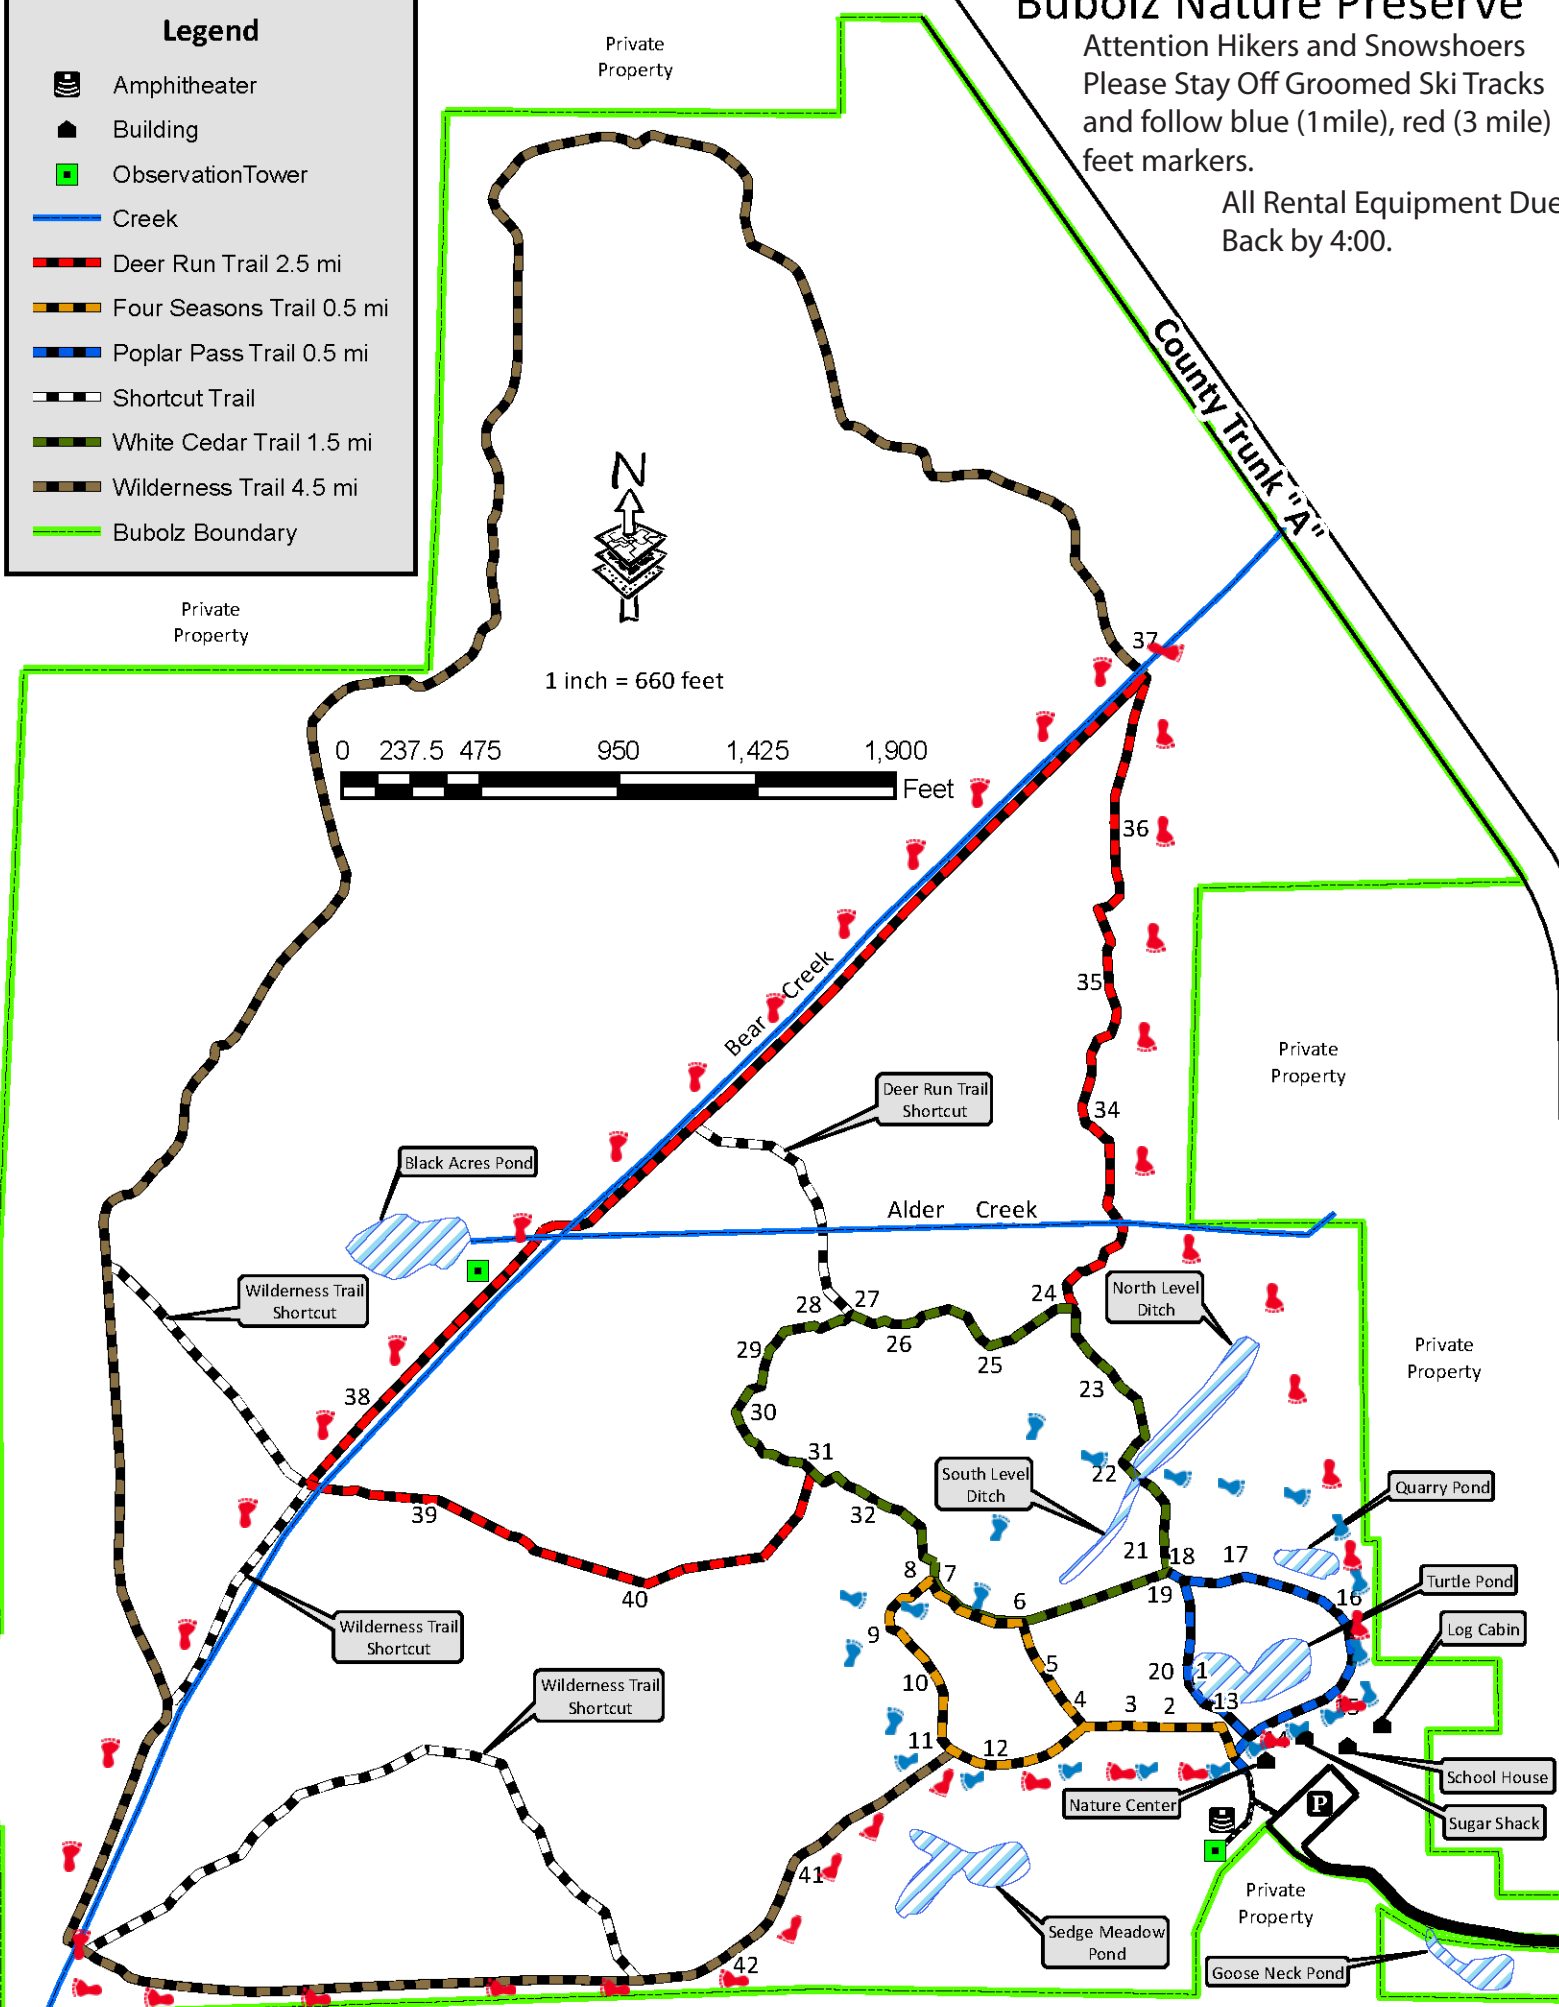 Legend
Amphitheater
Building
ObservationTower
Creek
Deer Run Trail 2.5 mi
Four Seasons Trail 0.5 mi
Poplar Pass Trail 0.5 mi
Shortcut Trail
White Cedar Trail 1.5 mi
Wilderness Trail 4.5 mi
Bubolz Boundary
Private
Property
Bubolz Nature Preserve
Attention Hikers and Snowshoers
Please Stay Off Groomed Ski Tracks
and follow blue (1mile), red (3 mile)
feet markers.
All Rental Equipment Due
Back by 4:00.
County Trunk "A"
N
Private
Property
1 inch = 660 feet
0 237.5 475 950 1,425 1,900
Feet
37
36
35
34
Bear Creek
Deer Run Trail
Shortcut
Black Acres Pond
Alder Creek
Private
Property
Wilderness Trail
Shortcut
North Level
Ditch
24
27
28
26
25
29
23
30
31
22
32
38
39
40
Private
Property
South Level
Ditch
Quarry Pond
21
18
17
19
16
8
7
6
9
Turtle Pond
Log Cabin
Wilderness Trail
Shortcut
Wilderness Trail
Shortcut
10
5
20
1
4
3
2
13
11
12
Nature Center
P
School House
Sugar Shack
41
42
Sedge Meadow
Pond
Private
Property
Goose Neck Pond